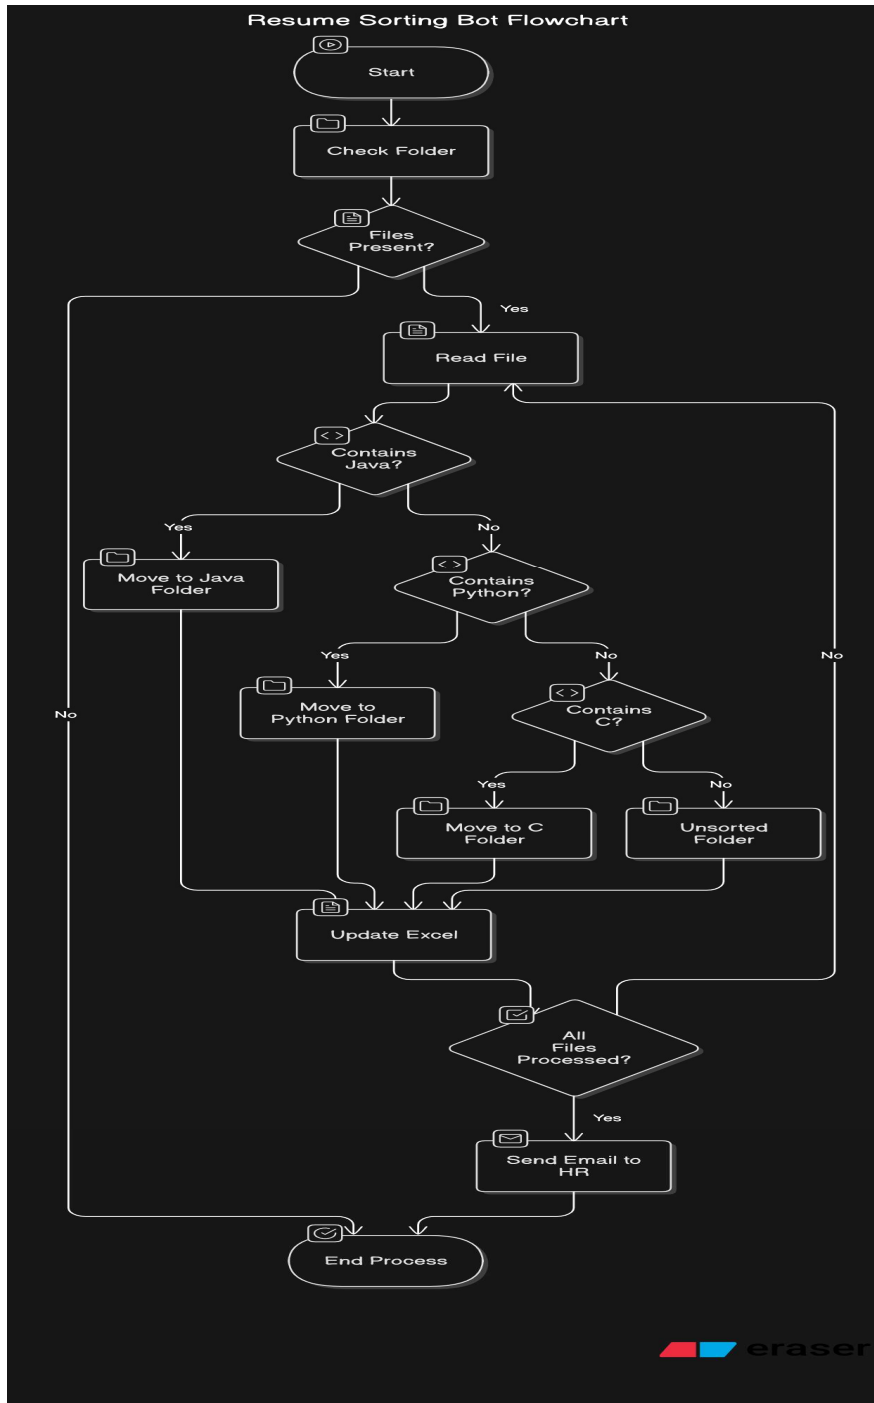 Resume Sorting Bot Flowchart
Start
Check Folder
Files
Present?
Yes
Read File
Contains
Java?
Yes
No
Move to Java
Folder
Contains
Python?
Yes
No
No
Move to
Python Folder
Contains
C?
No
Yes
No
Move to C
Folder
Unsorted
Folder
Update Excel
All
Files
Processed?
Yes
Send Email to
HR
End Process
eraser